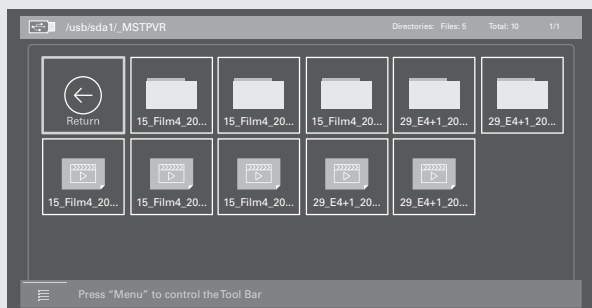 /usb/sda1/_MSTPVR Directories: Files: 5 Total: 10 1/1
Return 15_Film4_20... 15_Film4_20... 15_Film4_20... 29_E4+1_20... 29_E4+1_20...
15_Film4_20... 15_Film4_20... 15_Film4_20... 29_E4+1_20... 29_E4+1_20...
Press “Menu” to control the Tool Bar